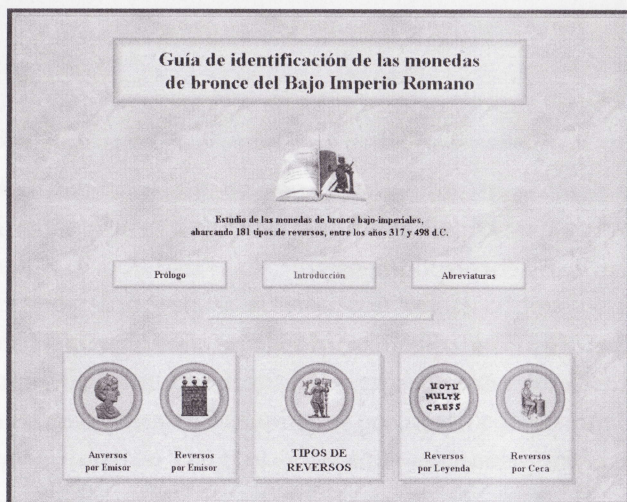 Guía de identificación de las monedas
de bronce del Bajo Imperio Romano
Estudio de las monedas de bronce bajo-imperiales,
abarcando 181 tipos de reversos, entre los años 317 y 498 d.C.
Prólogo
Introducción
Abreviaturas
Anversos
por Emisor
Reversos
por Emisor
TIPOS DE
REVERSOS
VOTV
MULTX
CRESS
Reversos
por Leyenda
Reversos
por Ceca